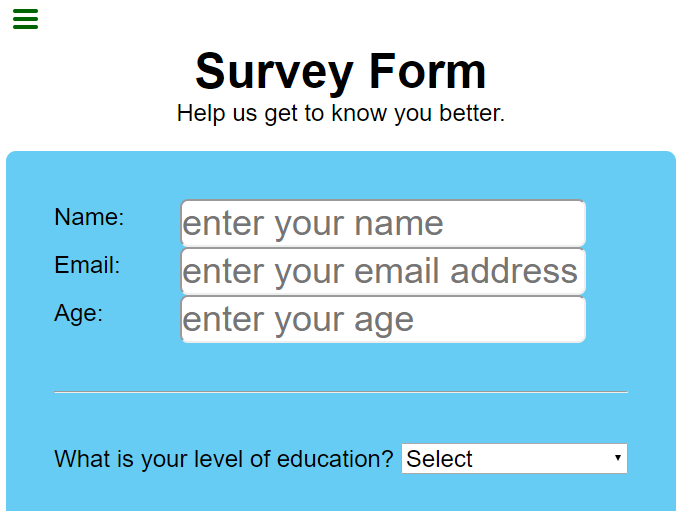 Survey Form
Help us get to know you better.
Name: enter your name
Email: enter your email address
Age: enter your age
What is your level of education? Select